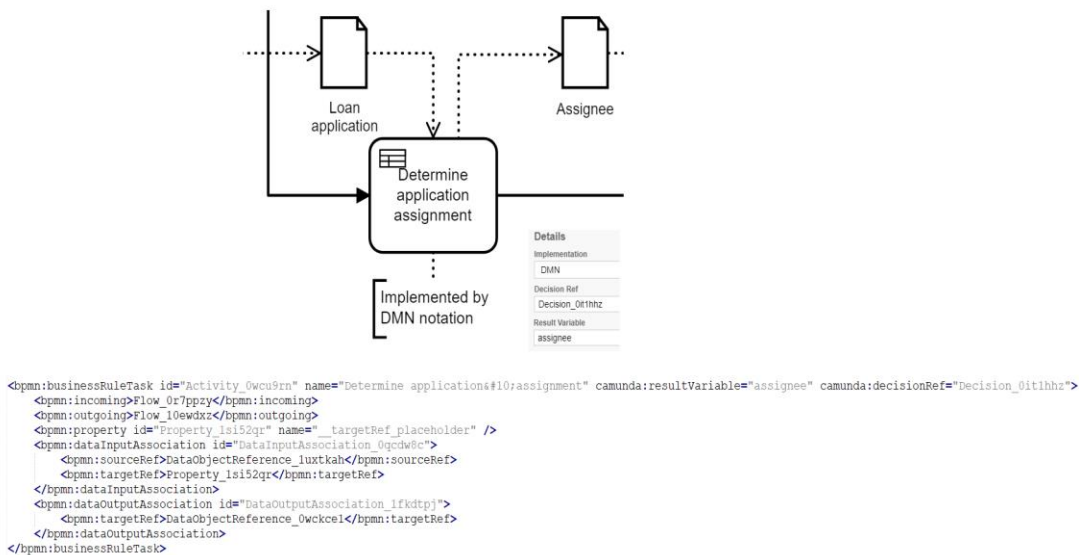 Loan
application
Assignee
Determine
application
assignment
Implemented by
DMN notation
Details
Implementation
DMN
Decision Ref
Decision_0it1hhz
Result Variable
assignee
<bpmn:businessRuleTask id="Activity_0wcu9rn" name="Determine application&#10;assignment" camunda:resultVariable="assignee" camunda:decisionRef="Decision_0it1hhz">
<bpmn:incoming>Flow_0r7ppzy</bpmn:incoming>
<bpmn:outgoing>Flow_10ewdxz</bpmn:outgoing>
<bpmn:property id="Property_1si52qr" name="__targetRef_placeholder" />
<bpmn:dataInputAssociation id="DataInputAssociation_0qcdw8c">
<bpmn:sourceRef>DataObjectReference_1uxtkah</bpmn:sourceRef>
<bpmn:targetRef>Property_1si52qr</bpmn:targetRef>
</bpmn:dataInputAssociation>
<bpmn:dataOutputAssociation id="DataOutputAssociation_1fkdtpj">
<bpmn:targetRef>DataObjectReference_0wckce1</bpmn:targetRef>
</bpmn:dataOutputAssociation>
</bpmn:businessRuleTask>